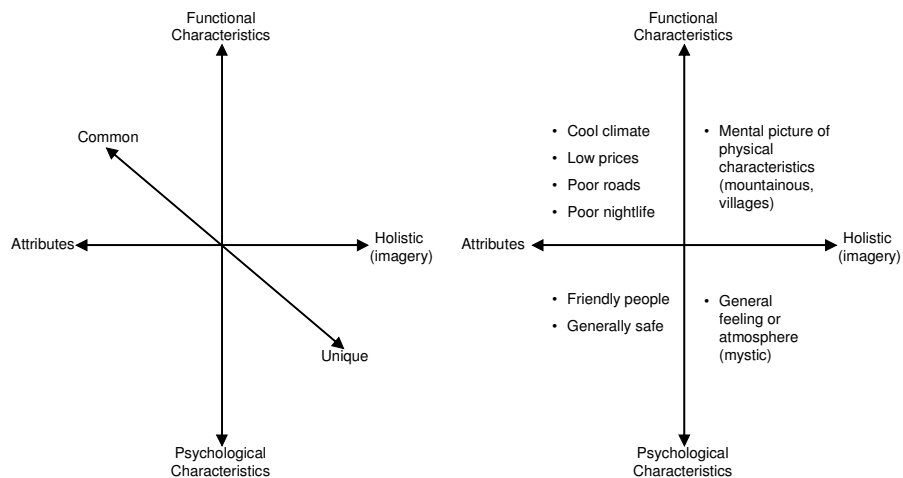 Functional
Characteristics
Common
Attributes
Holistic
(imagery)
Unique
Psychological
Characteristics
Functional
Characteristics
• Cool climate
• Low prices
• Poor roads
• Poor nightlife
• Mental picture of
physical
characteristics
(mountainous,
villages)
Attributes
Holistic
(imagery)
• Friendly people
• Generally safe
• General
feeling or
atmosphere
(mystic)
Psychological
Characteristics